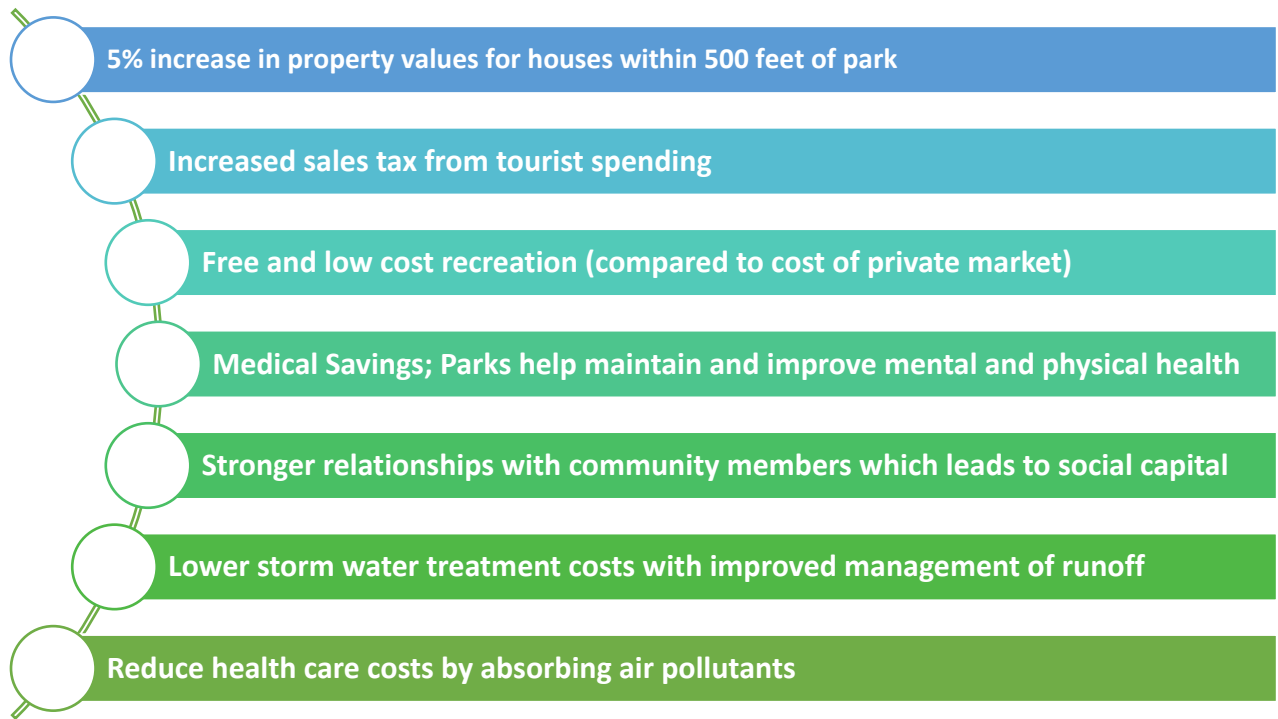 5% increase in property values for houses within 500 feet of park
Increased sales tax from tourist spending
Free and low cost recreation (compared to cost of private market)
Medical Savings; Parks help maintain and improve mental and physical health
Stronger relationships with community members which leads to social capital
Lower storm water treatment costs with improved management of runoff
Reduce health care costs by absorbing air pollutants